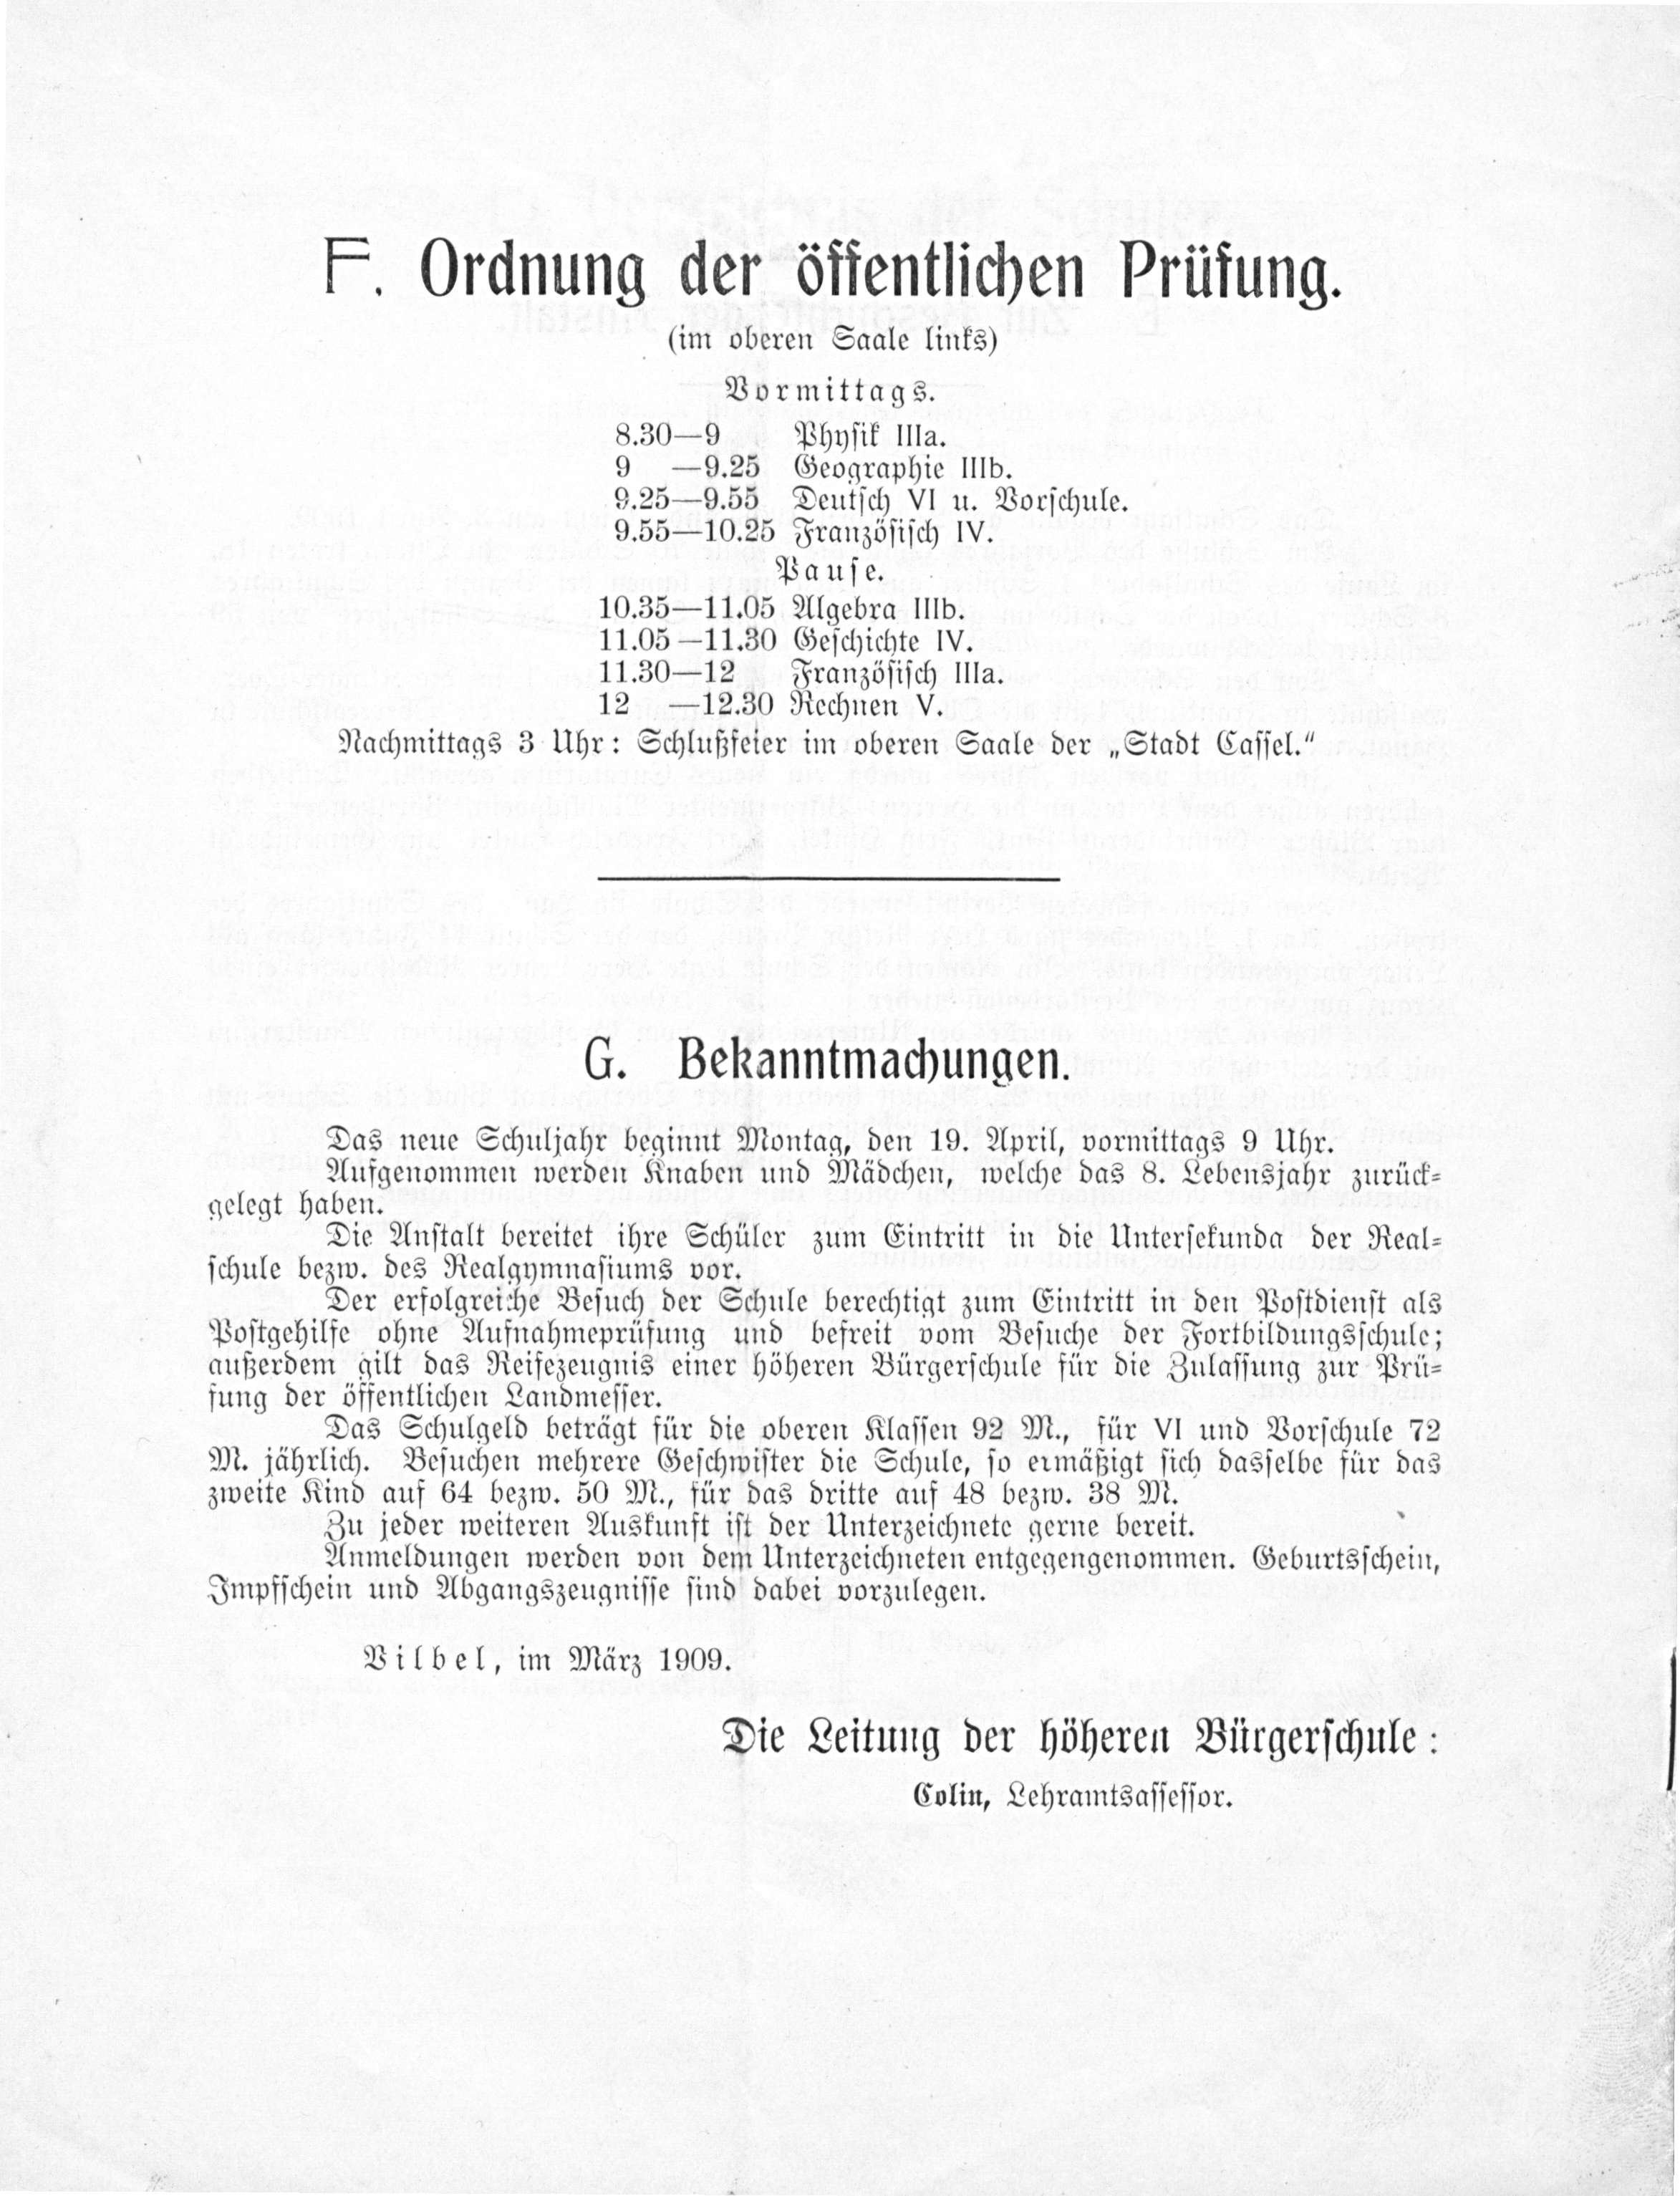 F. Ordnung der öffentlichen Prüfung.
(im oberen Saale links)
Vormittags.
8.30—9 Physik IIIa.
9 —9.25 Geographie IIIb.
9.25—9.55 Deutsch VI u. Vorschule.
9.55—10.25 Französisch IV.
Pause.
10.35—11.05 Algebra IIIb.
11.05—11.30 Geschichte IV.
11.30—12 Französisch IIIa.
12 —12.30 Rechnen V.
Nachmittags 3 Uhr: Schlußfeier im oberen Saale der „Stadt Cassel.“
G. Bekanntmachungen.
Das neue Schuljahr beginnt Montag, den 19. April, vormittags 9 Uhr.
Aufgenommen werden Knaben und Mädchen, welche das 8. Lebensjahr zurück-
gelegt haben.
Die Anstalt bereitet ihre Schüler zum Eintritt in die Untersekunda der Real-
schule bezw. des Realgymnasiums vor.
Der erfolgreiche Besuch der Schule berechtigt zum Eintritt in den Postdienst als
Postgehilfe ohne Aufnahmeprüfung und befreit vom Besuche der Fortbildungsschule;
außerdem gilt das Reifezeugnis einer höheren Bürgerschule für die Zulassung zur Prü-
fung der öffentlichen Landmesser.
Das Schulgeld beträgt für die oberen Klassen 92 M., für VI und Vorschule 72
M. jährlich. Besuchen mehrere Geschwister die Schule, so ermäßigt sich dasselbe für das
zweite Kind auf 64 bezw. 50 M., für das dritte auf 48 bezw. 38 M.
Zu jeder weiteren Auskunft ist der Unterzeichnete gerne bereit.
Anmeldungen werden von dem Unterzeichneten entgegengenommen. Geburtsschein,
Impfschein und Abgangszeugnisse sind dabei vorzulegen.
Vilbel, im März 1909.
Die Leitung der höheren Bürgerschule:
Colin, Lehramtsassessor.